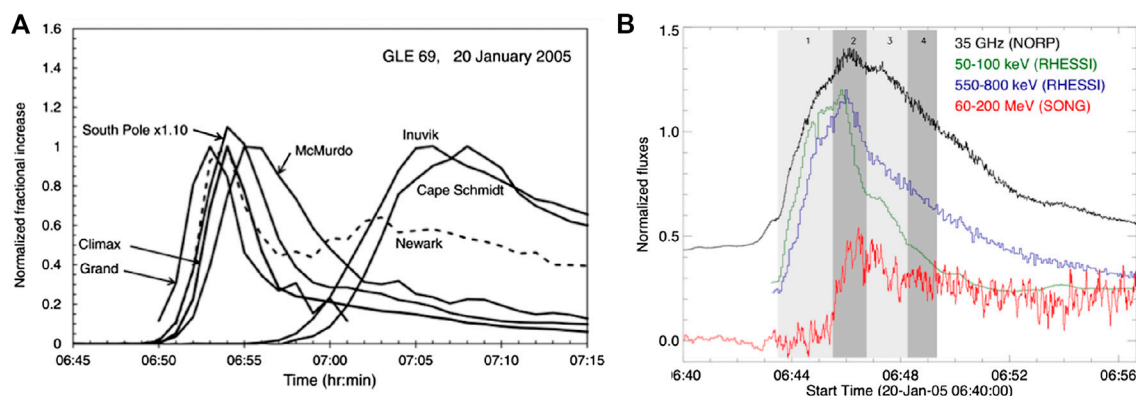 A
Normalized fractional increase
1.6
1.4
1.2
1
0.8
0.6
0.4
0.2
0
GLE 69, 20 January 2005
South Pole x1.10
McMurdo
Inuvik
Cape Schmidt
Climax
Grand
Newark
06:45
06:50
06:55
07:00
07:05
07:10
07:15
Time (hr:min)
B
Normalized fluxes
1.5
1.0
0.5
0.0
1
2
3
4
35 GHz (NORP)
50-100 keV (RHESSI)
550-800 keV (RHESSI)
60-200 MeV (SONG)
06:40
06:44
06:48
06:52
06:56
Start Time (20-Jan-05 06:40:00)